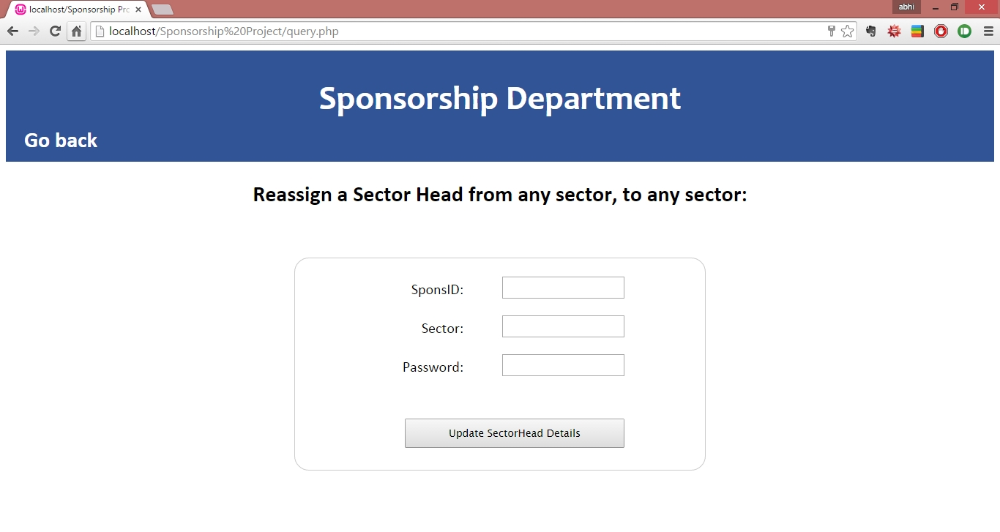 localhost/Sponsorship Prc
abhi
localhost/Sponsorship%20Project/query.php
Sponsorship Department
Go back
Reassign a Sector Head from any sector, to any sector:
SponsID:
Sector:
Password:
Update SectorHead Details